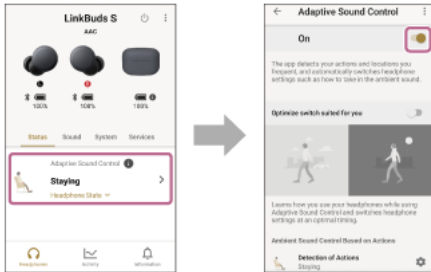 LinkBuds S
AAC
L
R
100%
100%
100%
Status
Sound
System
Services
Adaptive Sound Control
Staying
Headphone State
Headphones
Activity
Information
Adaptive Sound Control
On
The app detects your actions and locations you
frequent, and automatically switches headphone
settings such as how to take in the ambient sound.
Optimize switch suited for you
Learns how you use your headphones while using
Adaptive Sound Control and switches headphone
settings at an optimal timing.
Ambient Sound Control Based on Actions
Detection of Actions
Staying